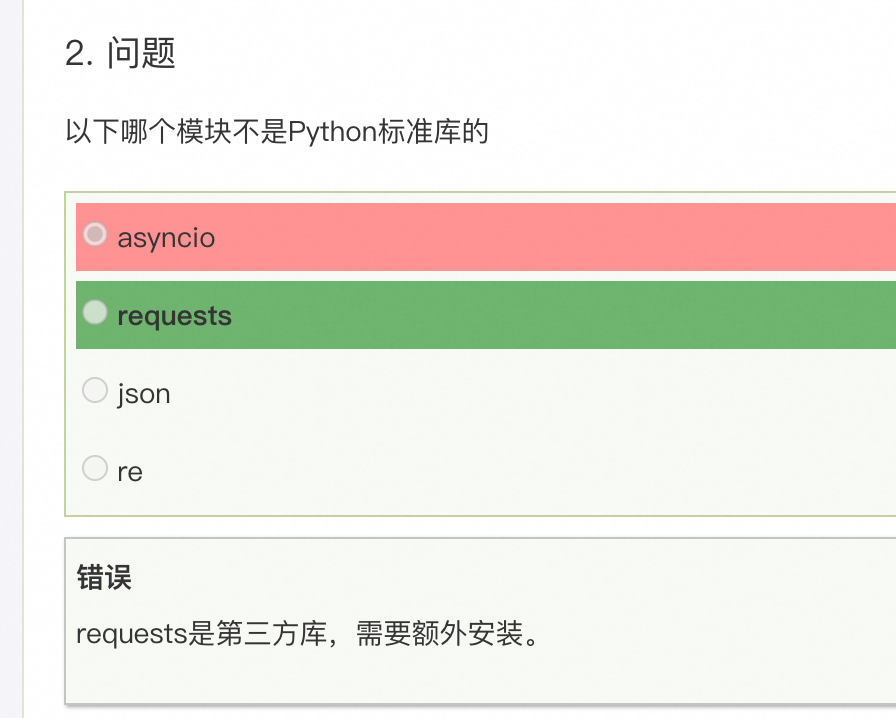 2. 问题
以下哪个模块不是Python标准库的
asyncio
requests
json
re
错误
requests是第三方库，需要额外安装。